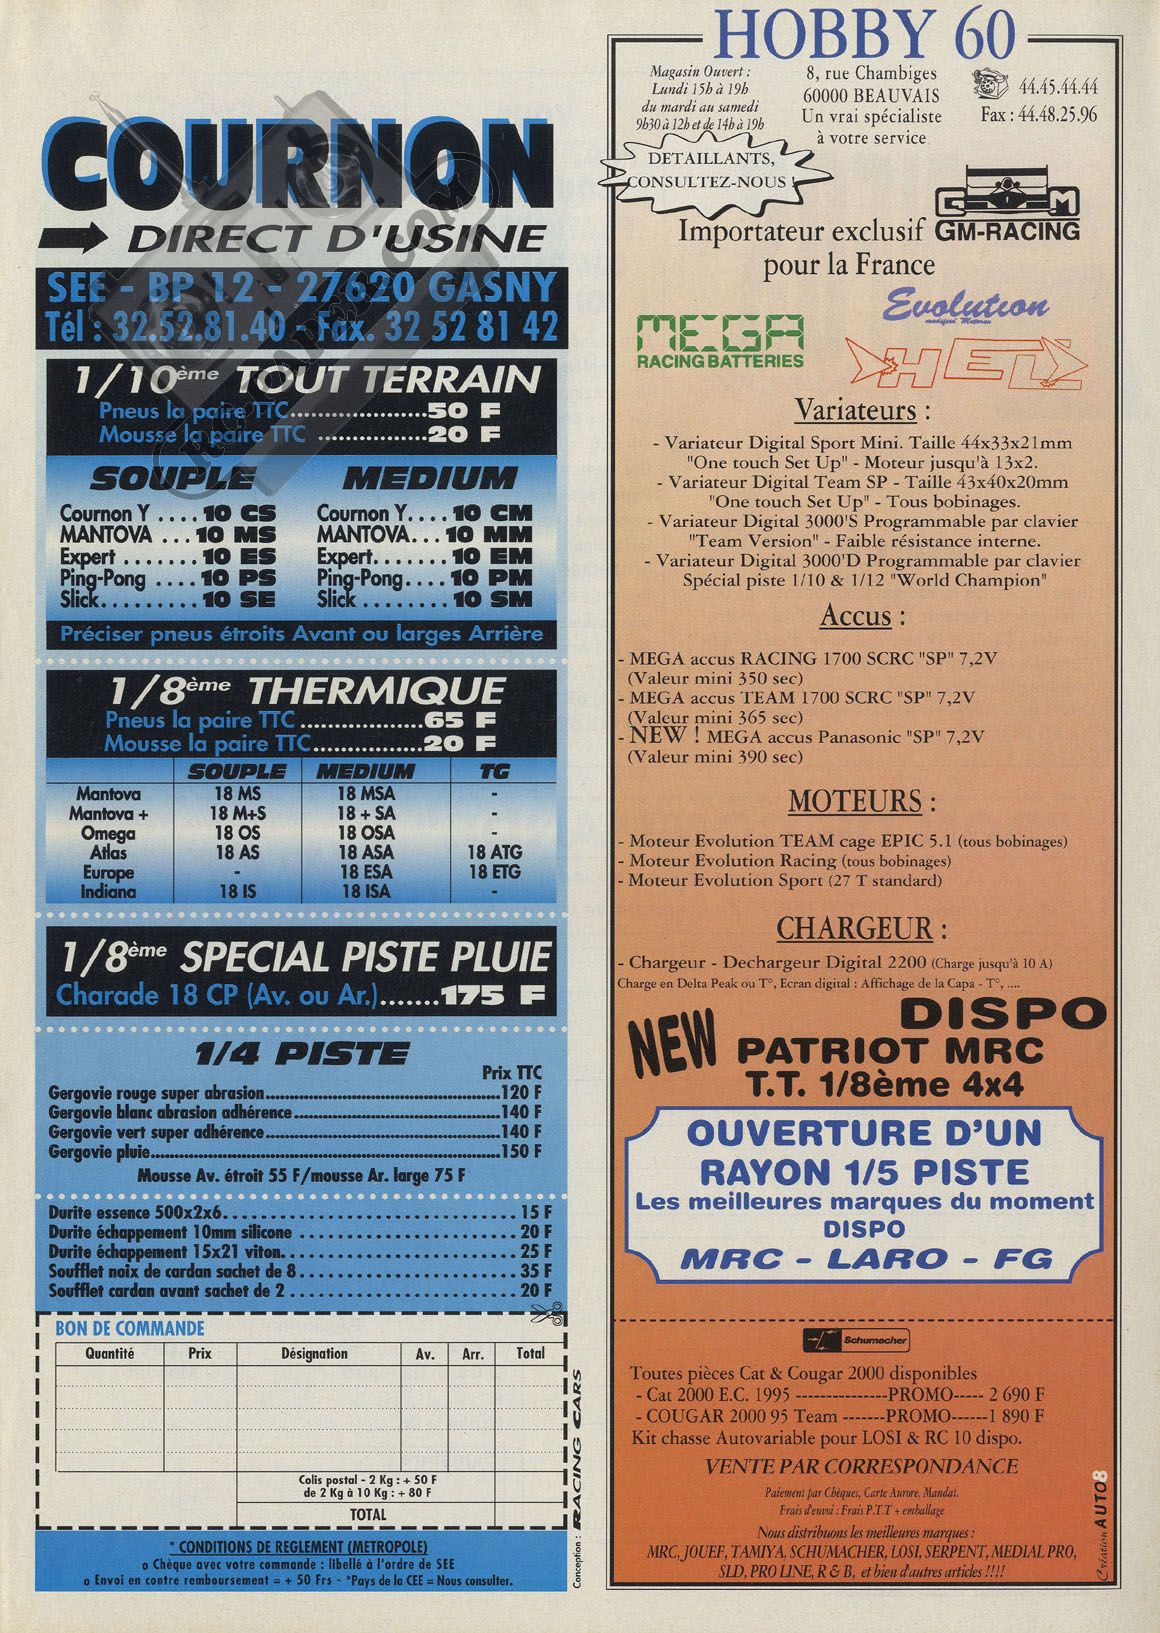 COURNON
DIRECT D'USINE
SEE - BP 12 - 27620 GASNY
Tél : 32.52.81.40 - Fax. 32 52 81 42
1/10ème TOUT TERRAIN
Pneus la paire TTC....................50 F
Mousse la paire TTC ................20 F
SOUPLE MEDIUM
Cournon Y .... 10 CS Cournon Y.... 10 CM
MANTOVA ... 10 MS MANTOVA... 10 MM
Expert ....... 10 ES Expert....... 10 EM
Ping-Pong .... 10 PS Ping-Pong.... 10 PM
Slick......... 10 SE Slick ........ 10 SM
Préciser pneus étroits Avant ou larges Arrière
1/8ème THERMIQUE
Pneus la paire TTC ..................65 F
Mousse la paire TTC................20 F
SOUPLE MEDIUM TG
Mantova 18 MS 18 MSA -
Mantova + 18 M+S 18 + SA -
Omega 18 OS 18 OSA -
Atlas 18 AS 18 ASA 18 ATG
Europe - 18 ESA 18 ETG
Indiana 18 IS 18 ISA -
1/8ème SPECIAL PISTE PLUIE
Charade 18 CP (Av. ou Ar.).......175 F
1/4 PISTE
Prix TTC
Gergovie rouge super abrasion..................120 F
Gergovie blanc abrasion adhérence..................140 F
Gergovie vert super adhérence..................140 F
Gergovie pluie..................150 F
Mousse Av. étroit 55 F/mousse Ar. large 75 F
Durite essence 500x2x6.................... 15 F
Durite échappement 10mm silicone .................... 20 F
Durite échappement 15x21 viton.................... 25 F
Soufflet noix de cardan sachet de 8.................... 35 F
Soufflet cardan avant sachet de 2 .................... 20 F
BON DE COMMANDE
Quantité Prix Désignation Av. Arr. Total
Colis postal - 2 Kg : + 50 F
de 2 Kg à 10 Kg : + 80 F
TOTAL
* CONDITIONS DE REGLEMENT (METROPOLE)
o Chèque avec votre commande : libellé à l'ordre de SEE
o Envoi en contre remboursement = + 50 Frs - *Pays de la CEE = Nous consulter.
Conception : RACING CARS
HOBBY 60
Magasin Ouvert :
Lundi 15h à 19h
du mardi au samedi
9h30 à 12h et de 14h à 19h
8, rue Chambiges
60000 BEAUVAIS
Un vrai spécialiste
à votre service
44.45.44.44
Fax : 44.48.25.96
DETAILLANTS,
CONSULTEZ-NOUS !
Importateur exclusif
pour la France
G M
GM-RACING
MEGA
RACING BATTERIES
Evolution
modified Motoren
Variateurs :
- Variateur Digital Sport Mini. Taille 44x33x21mm
"One touch Set Up" - Moteur jusqu'à 13x2.
- Variateur Digital Team SP - Taille 43x40x20mm
"One touch Set Up" - Tous bobinages.
- Variateur Digital 3000'S Programmable par clavier
"Team Version" - Faible résistance interne.
- Variateur Digital 3000'D Programmable par clavier
Spécial piste 1/10 & 1/12 "World Champion"
Accus :
- MEGA accus RACING 1700 SCRC "SP" 7,2V
(Valeur mini 350 sec)
- MEGA accus TEAM 1700 SCRC "SP" 7,2V
(Valeur mini 365 sec)
- NEW ! MEGA accus Panasonic "SP" 7,2V
(Valeur mini 390 sec)
MOTEURS :
- Moteur Evolution TEAM cage EPIC 5.1 (tous bobinages)
- Moteur Evolution Racing (tous bobinages)
- Moteur Evolution Sport (27 T standard)
CHARGEUR :
- Chargeur - Dechargeur Digital 2200 (Charge jusqu'à 10 A)
Charge en Delta Peak ou T°, Ecran digital : Affichage de la Capa - T°, ....
NEW DISPO
PATRIOT MRC
T.T. 1/8ème 4x4
OUVERTURE D'UN
RAYON 1/5 PISTE
Les meilleures marques du moment
DISPO
MRC - LARO - FG
Schumacher
Toutes pièces Cat & Cougar 2000 disponibles
- Cat 2000 E.C. 1995 ---------------PROMO----- 2 690 F
- COUGAR 2000 95 Team -------PROMO------1 890 F
Kit chasse Autovariable pour LOSI & RC 10 dispo.
VENTE PAR CORRESPONDANCE
Paiement par Chèques, Carte Aurore, Mandat.
Frais d'envoi : Frais P.T.T + emballage
Nous distribuons les meilleures marques :
MRC, JOUEF, TAMIYA, SCHUMACHER, LOSI, SERPENT, MEDIAL PRO,
SLD, PRO LINE, R & B, et bien d'autres articles !!!!
Création AUTO8